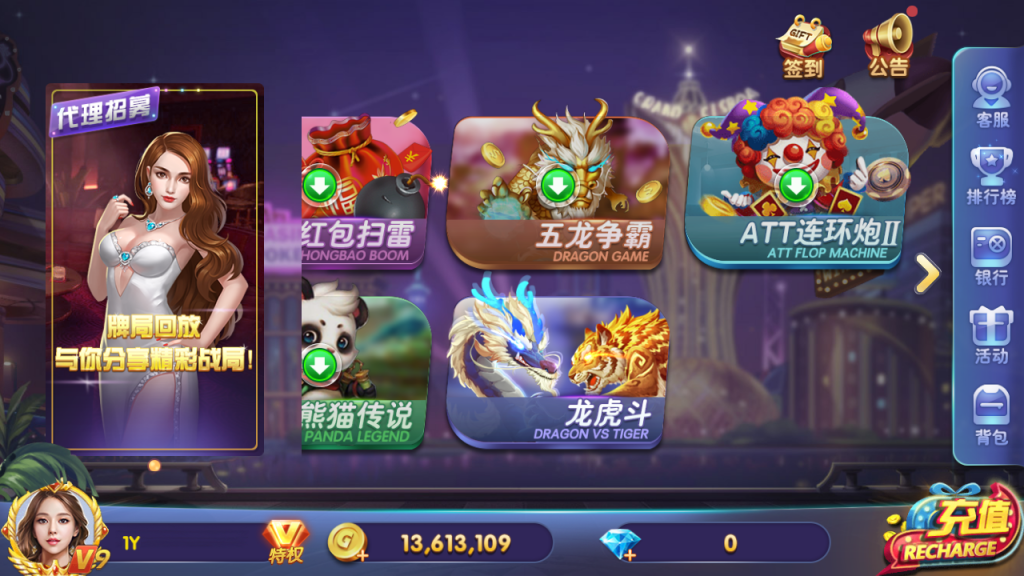 GIFT
签到
公告
代理招募
牌局回放
与你分享精彩战局!
红包扫雷
HONGBAO BOOM
五龙争霸
DRAGON GAME
ATT连环炮II
ATT FLOP MACHINE
熊猫传说
PANDA LEGEND
龙虎斗
DRAGON VS TIGER
客服
排行榜
银行
活动
背包
V9
1Y
V
特权
G
13,613,109
0
充值
RECHARGE